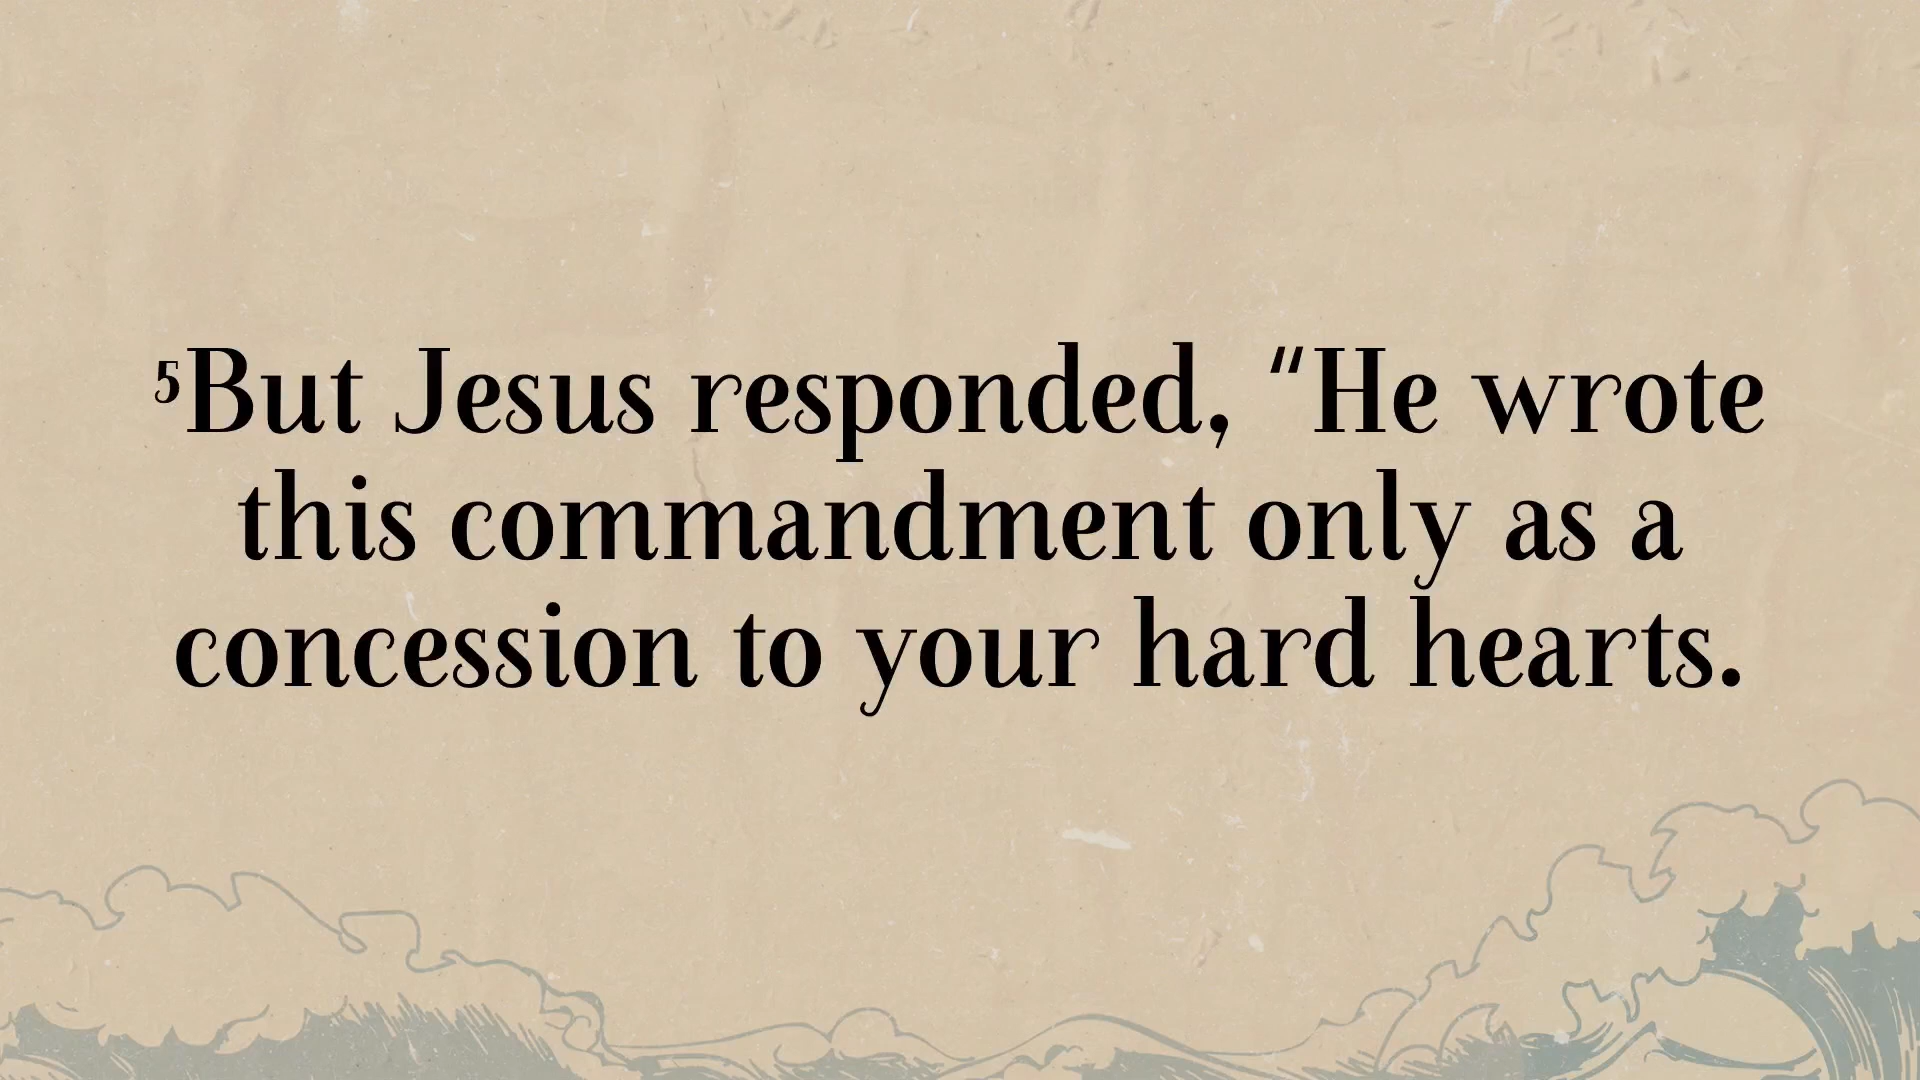 ⁵But Jesus responded, “He wrote
this commandment only as a
concession to your hard hearts.